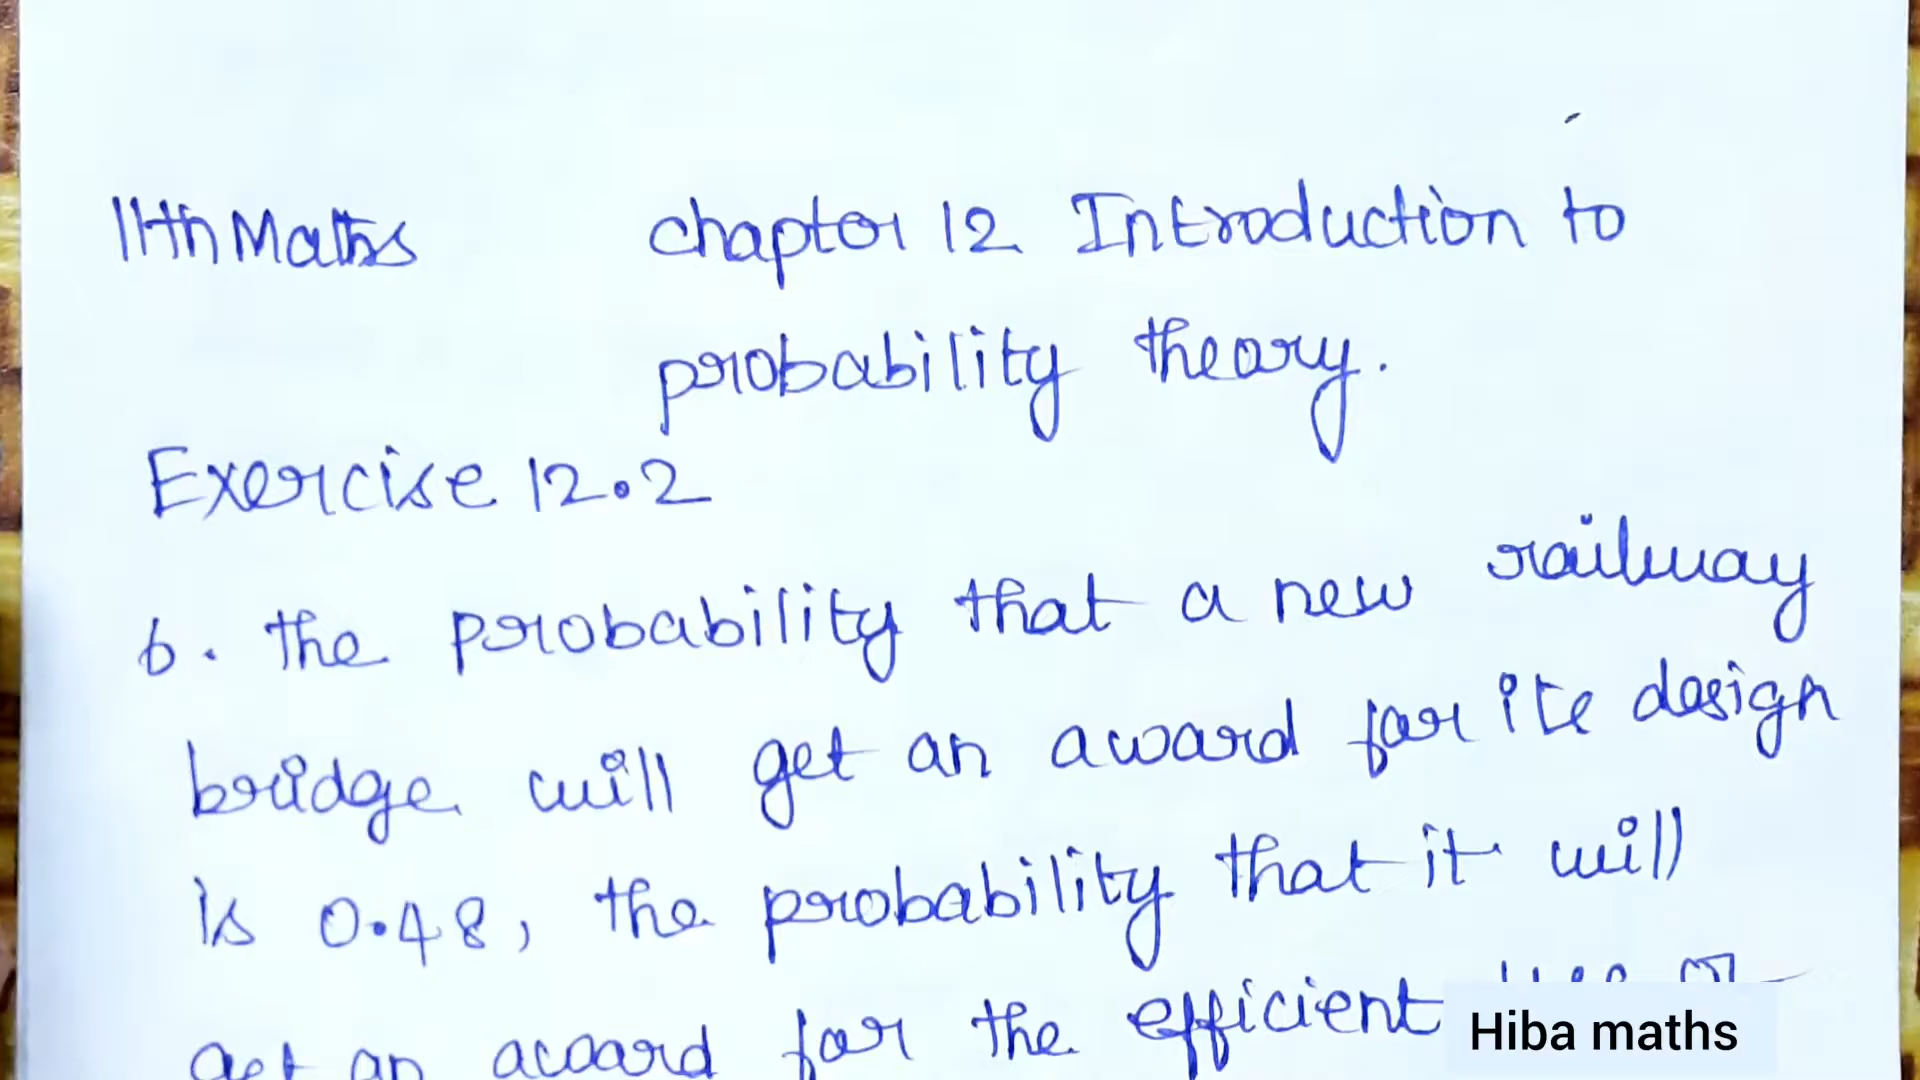 11th Maths chapter 12 Introduction to
probability theory.
Exercise 12.2
6. the probability that a new railway
bridge will get an award for its design
is 0.48, the probability that it will
get an award for the efficient
Hiba maths